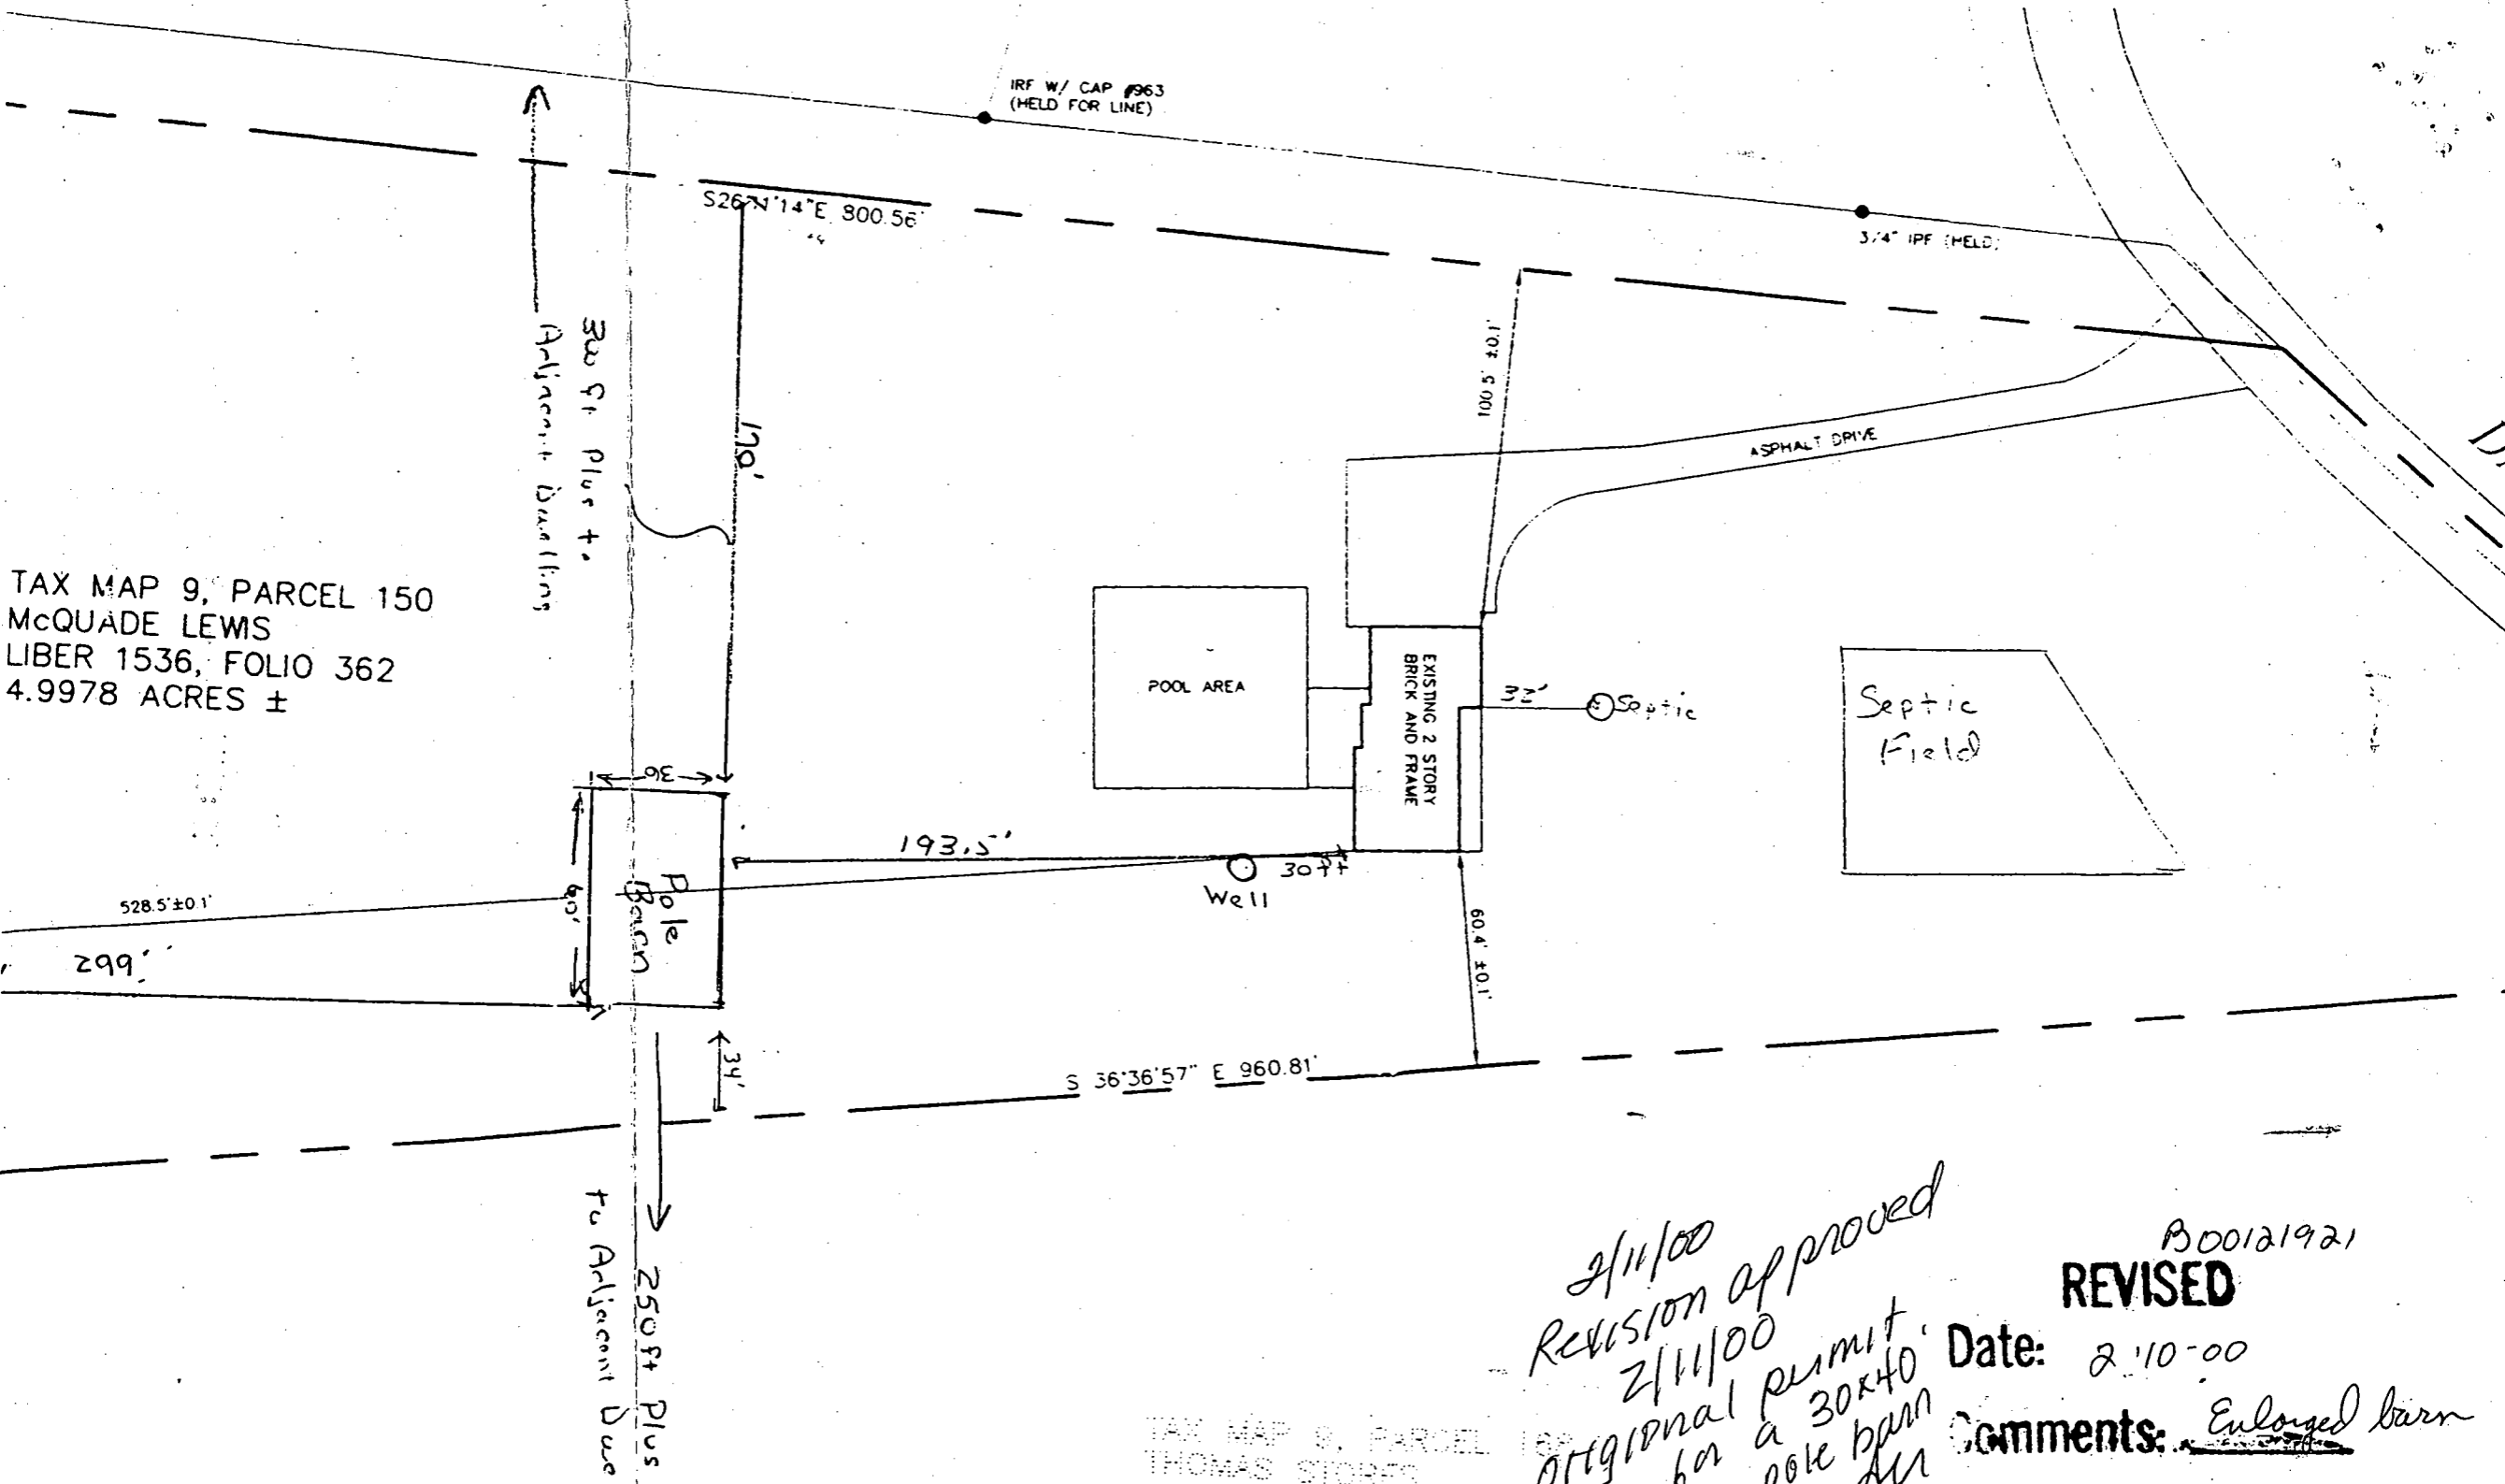 IRF W/ CAP #963
(HELD FOR LINE)
3/4" IPF (HELD)
14"E 800.56'
100.5' ±0.1'
ASPHALT DRIVE
300 ft Plus to
Adjacent Dwelling
170'
TAX MAP 9, PARCEL 150
McQUADE LEWIS
LIBER 1536, FOLIO 362
4.9978 ACRES ±
POOL AREA
EXISTING 2 STORY
BRICK AND FRAME
32'
Septic
Septic
Field
36
60'
Pole
Barn
193.5'
30ft
Well
528.5'±0.1'
299'
60.4' ±0.1'
34'
S 36°36'57" E 960.81'
250ft Plus
to Adjacent
2/11/00
Revision approved
2/11/00
Origional permit
for a 30x40
pole barn
B00121921
REVISED
Date: 2-10-00
Comments: Enlarged barn
TAX MAP 9, PARCEL
THOMAS